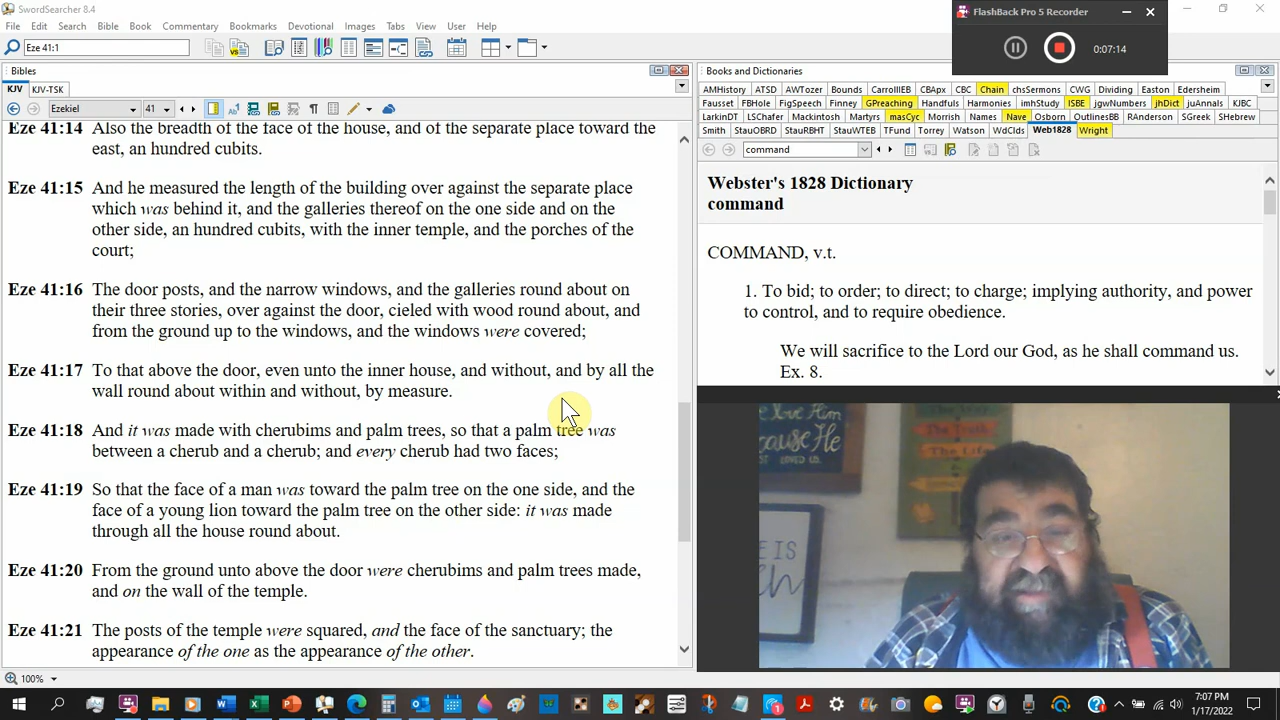 SwordSearcher 8.4
File Edit Search Bible Book Commentary Bookmarks Devotional Images Tabs View User Help
FlashBack Pro 5 Recorder
0:07:14
Eze 41:1
VS
Bibles
KJV KJV-TSK
Ezekiel 41
Eze 41:14 Also the breadth of the face of the house, and of the separate place toward the
east, an hundred cubits.
Eze 41:15 And he measured the length of the building over against the separate place
which was behind it, and the galleries thereof on the one side and on the
other side, an hundred cubits, with the inner temple, and the porches of the
court;
Eze 41:16 The door posts, and the narrow windows, and the galleries round about on
their three stories, over against the door, cieled with wood round about, and
from the ground up to the windows, and the windows were covered;
Eze 41:17 To that above the door, even unto the inner house, and without, and by all the
wall round about within and without, by measure.
Eze 41:18 And it was made with cherubims and palm trees, so that a palm tree was
between a cherub and a cherub; and every cherub had two faces;
Eze 41:19 So that the face of a man was toward the palm tree on the one side, and the
face of a young lion toward the palm tree on the other side: it was made
through all the house round about.
Eze 41:20 From the ground unto above the door were cherubims and palm trees made,
and on the wall of the temple.
Eze 41:21 The posts of the temple were squared, and the face of the sanctuary; the
appearance of the one as the appearance of the other.
100%
Books and Dictionaries
AMHistory ATSD AWTozer Bounds CarrollEB CBApx CBC Chain chsSermons CWG Dividing Easton Edersheim
Fausset FBHole FigSpeech Finney GPreaching Handfuls Harmonies imhStudy ISBE jgwNumbers jhDict juAnnals KJBC
LarkinDT LSChafer Mackintosh Martyrs masCyc Morrish Names Nave Osborn OutlinesBB RAnderson SGreek SHebrew
Smith StauOBRD StauRBHT StauWTEB TFund Torrey Watson WdClds Web1828 Wright
command
Webster's 1828 Dictionary
command
COMMAND, v.t.
1. To bid; to order; to direct; to charge; implying authority, and power
to control, and to require obedience.
We will sacrifice to the Lord our God, as he shall command us.
Ex. 8.
We love Him
because He
The Way
The Truth
The Life
7:07 PM
1/17/2022